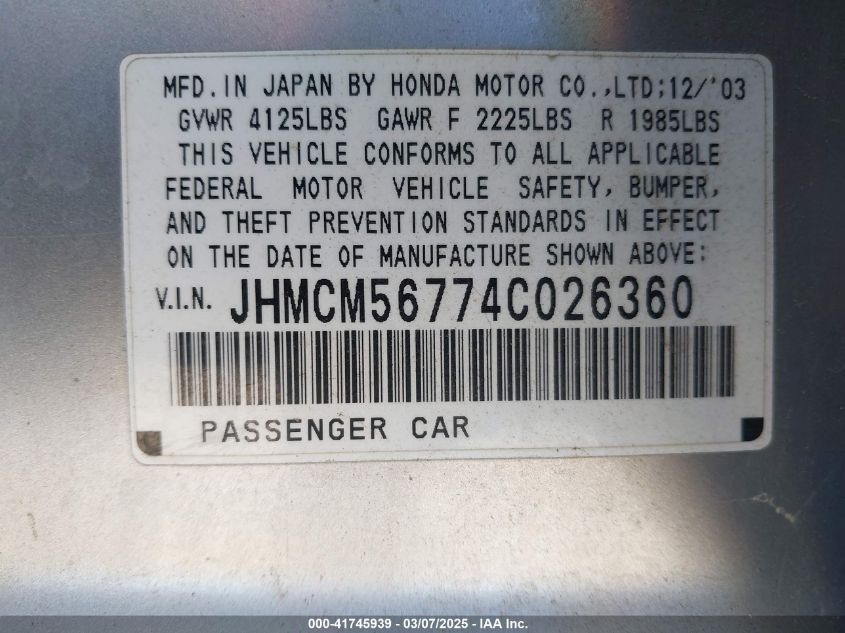 MFD.IN JAPAN BY HONDA MOTOR CO.,LTD;12/'03
GVWR 4125LBS GAWR F 2225LBS R 1985LBS
THIS VEHICLE CONFORMS TO ALL APPLICABLE
FEDERAL MOTOR VEHICLE SAFETY, BUMPER,
AND THEFT PREVENTION STANDARDS IN EFFECT
ON THE DATE OF MANUFACTURE SHOWN ABOVE:
V.I.N. JHMCM56774C026360
PASSENGER CAR
000-41745939 - 03/07/2025 - IAA Inc.